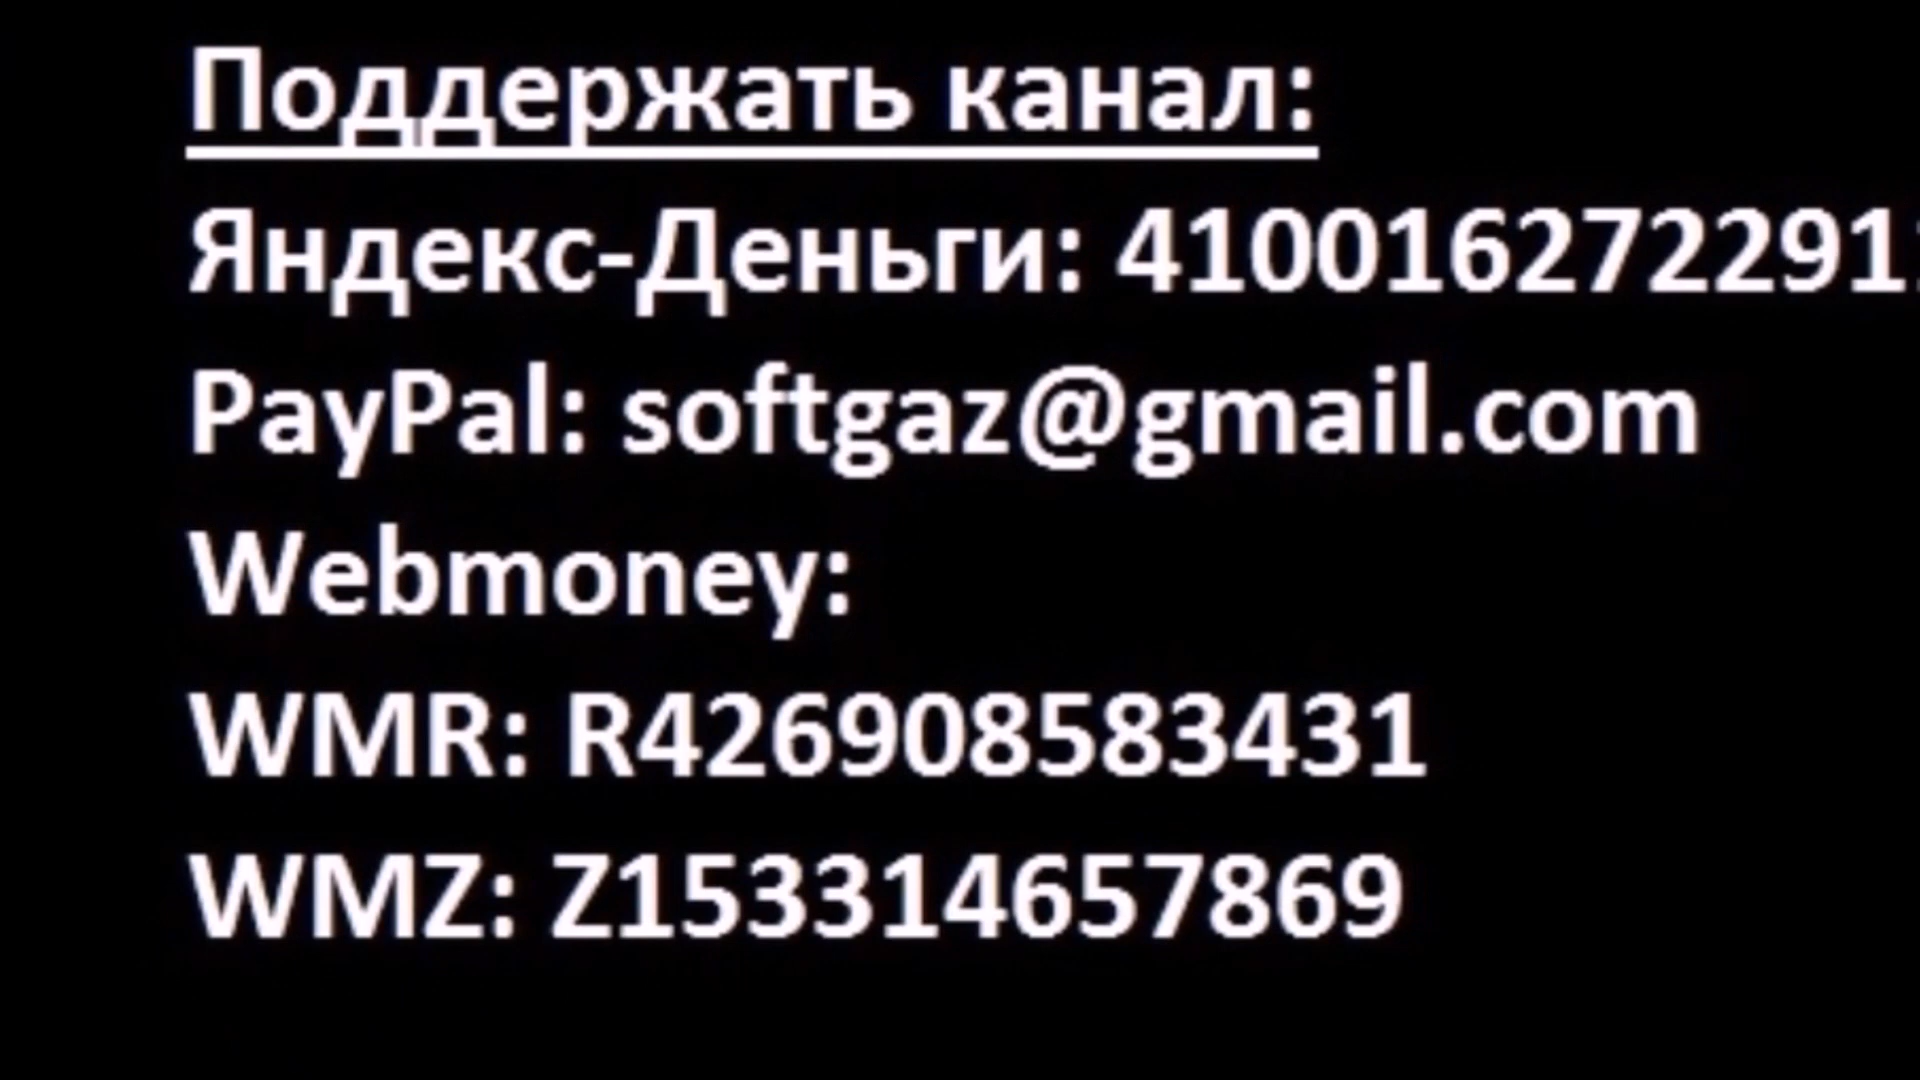 Поддержать канал:
Яндекс-Деньги: 410016272291
PayPal: softgaz@gmail.com
Webmoney:
WMR: R426908583431
WMZ: Z153314657869